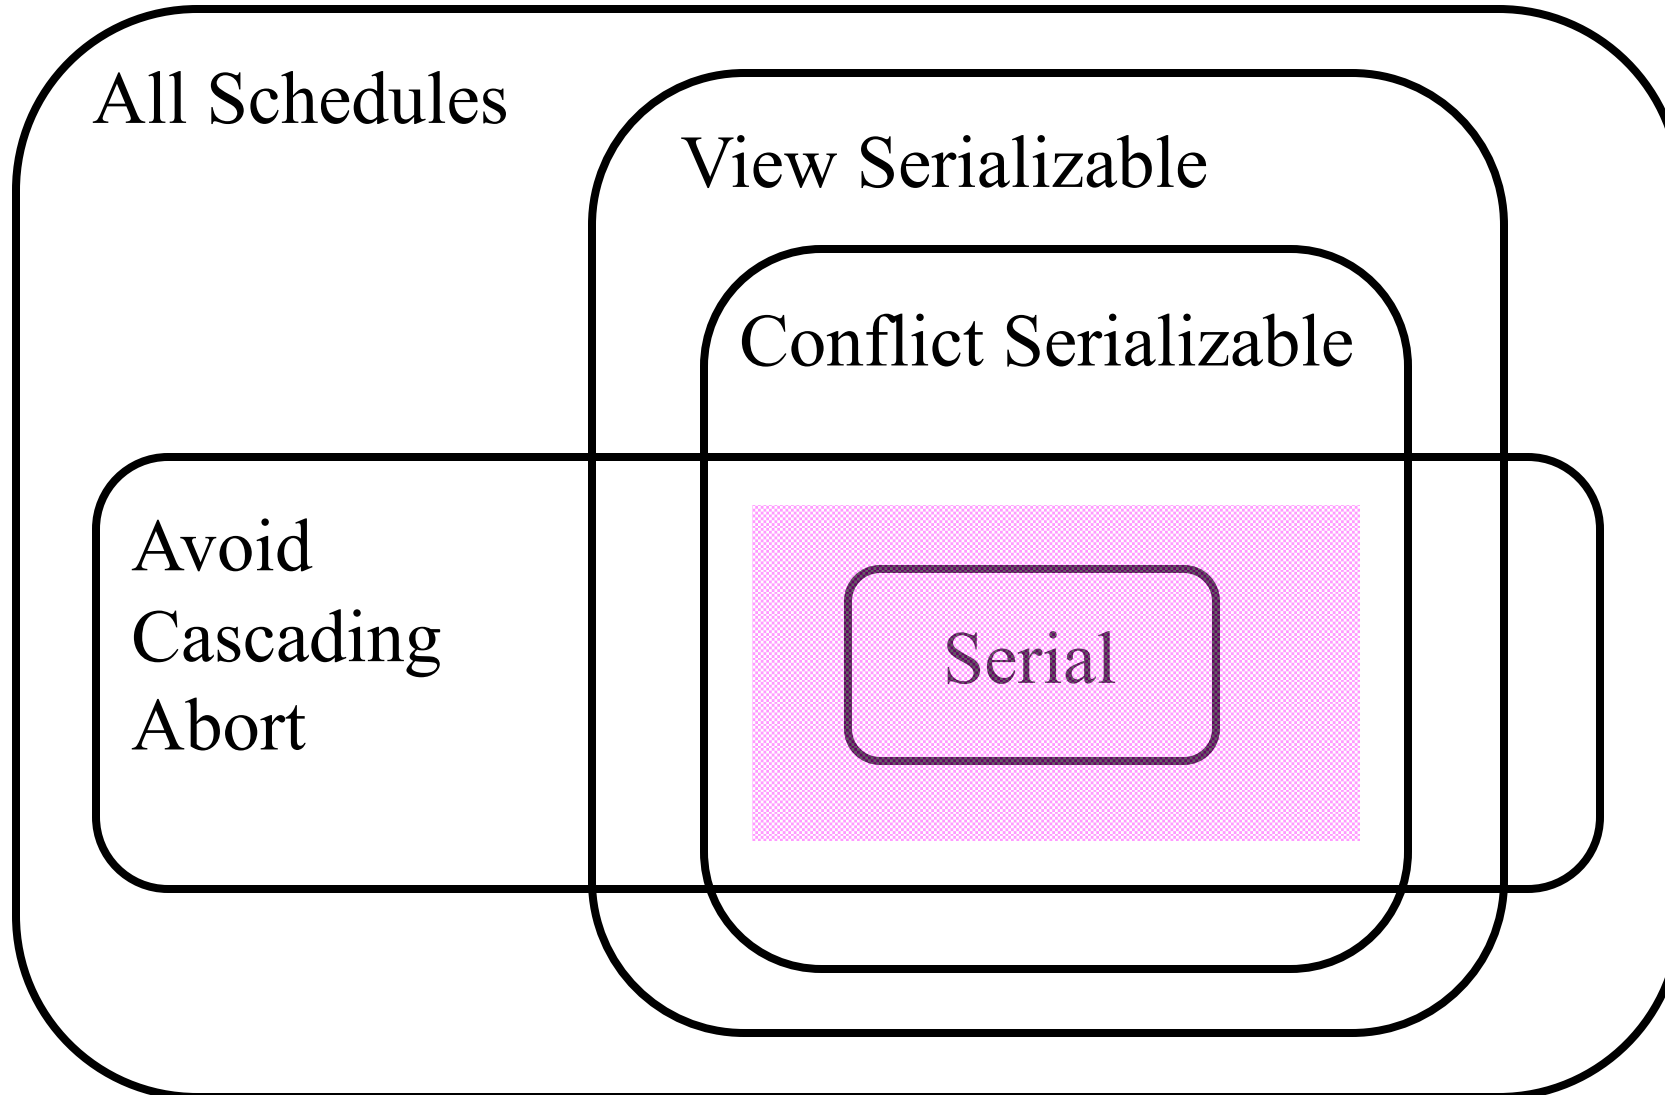 All Schedules
View Serializable
Conflict Serializable
Avoid
Cascading
Abort
Serial